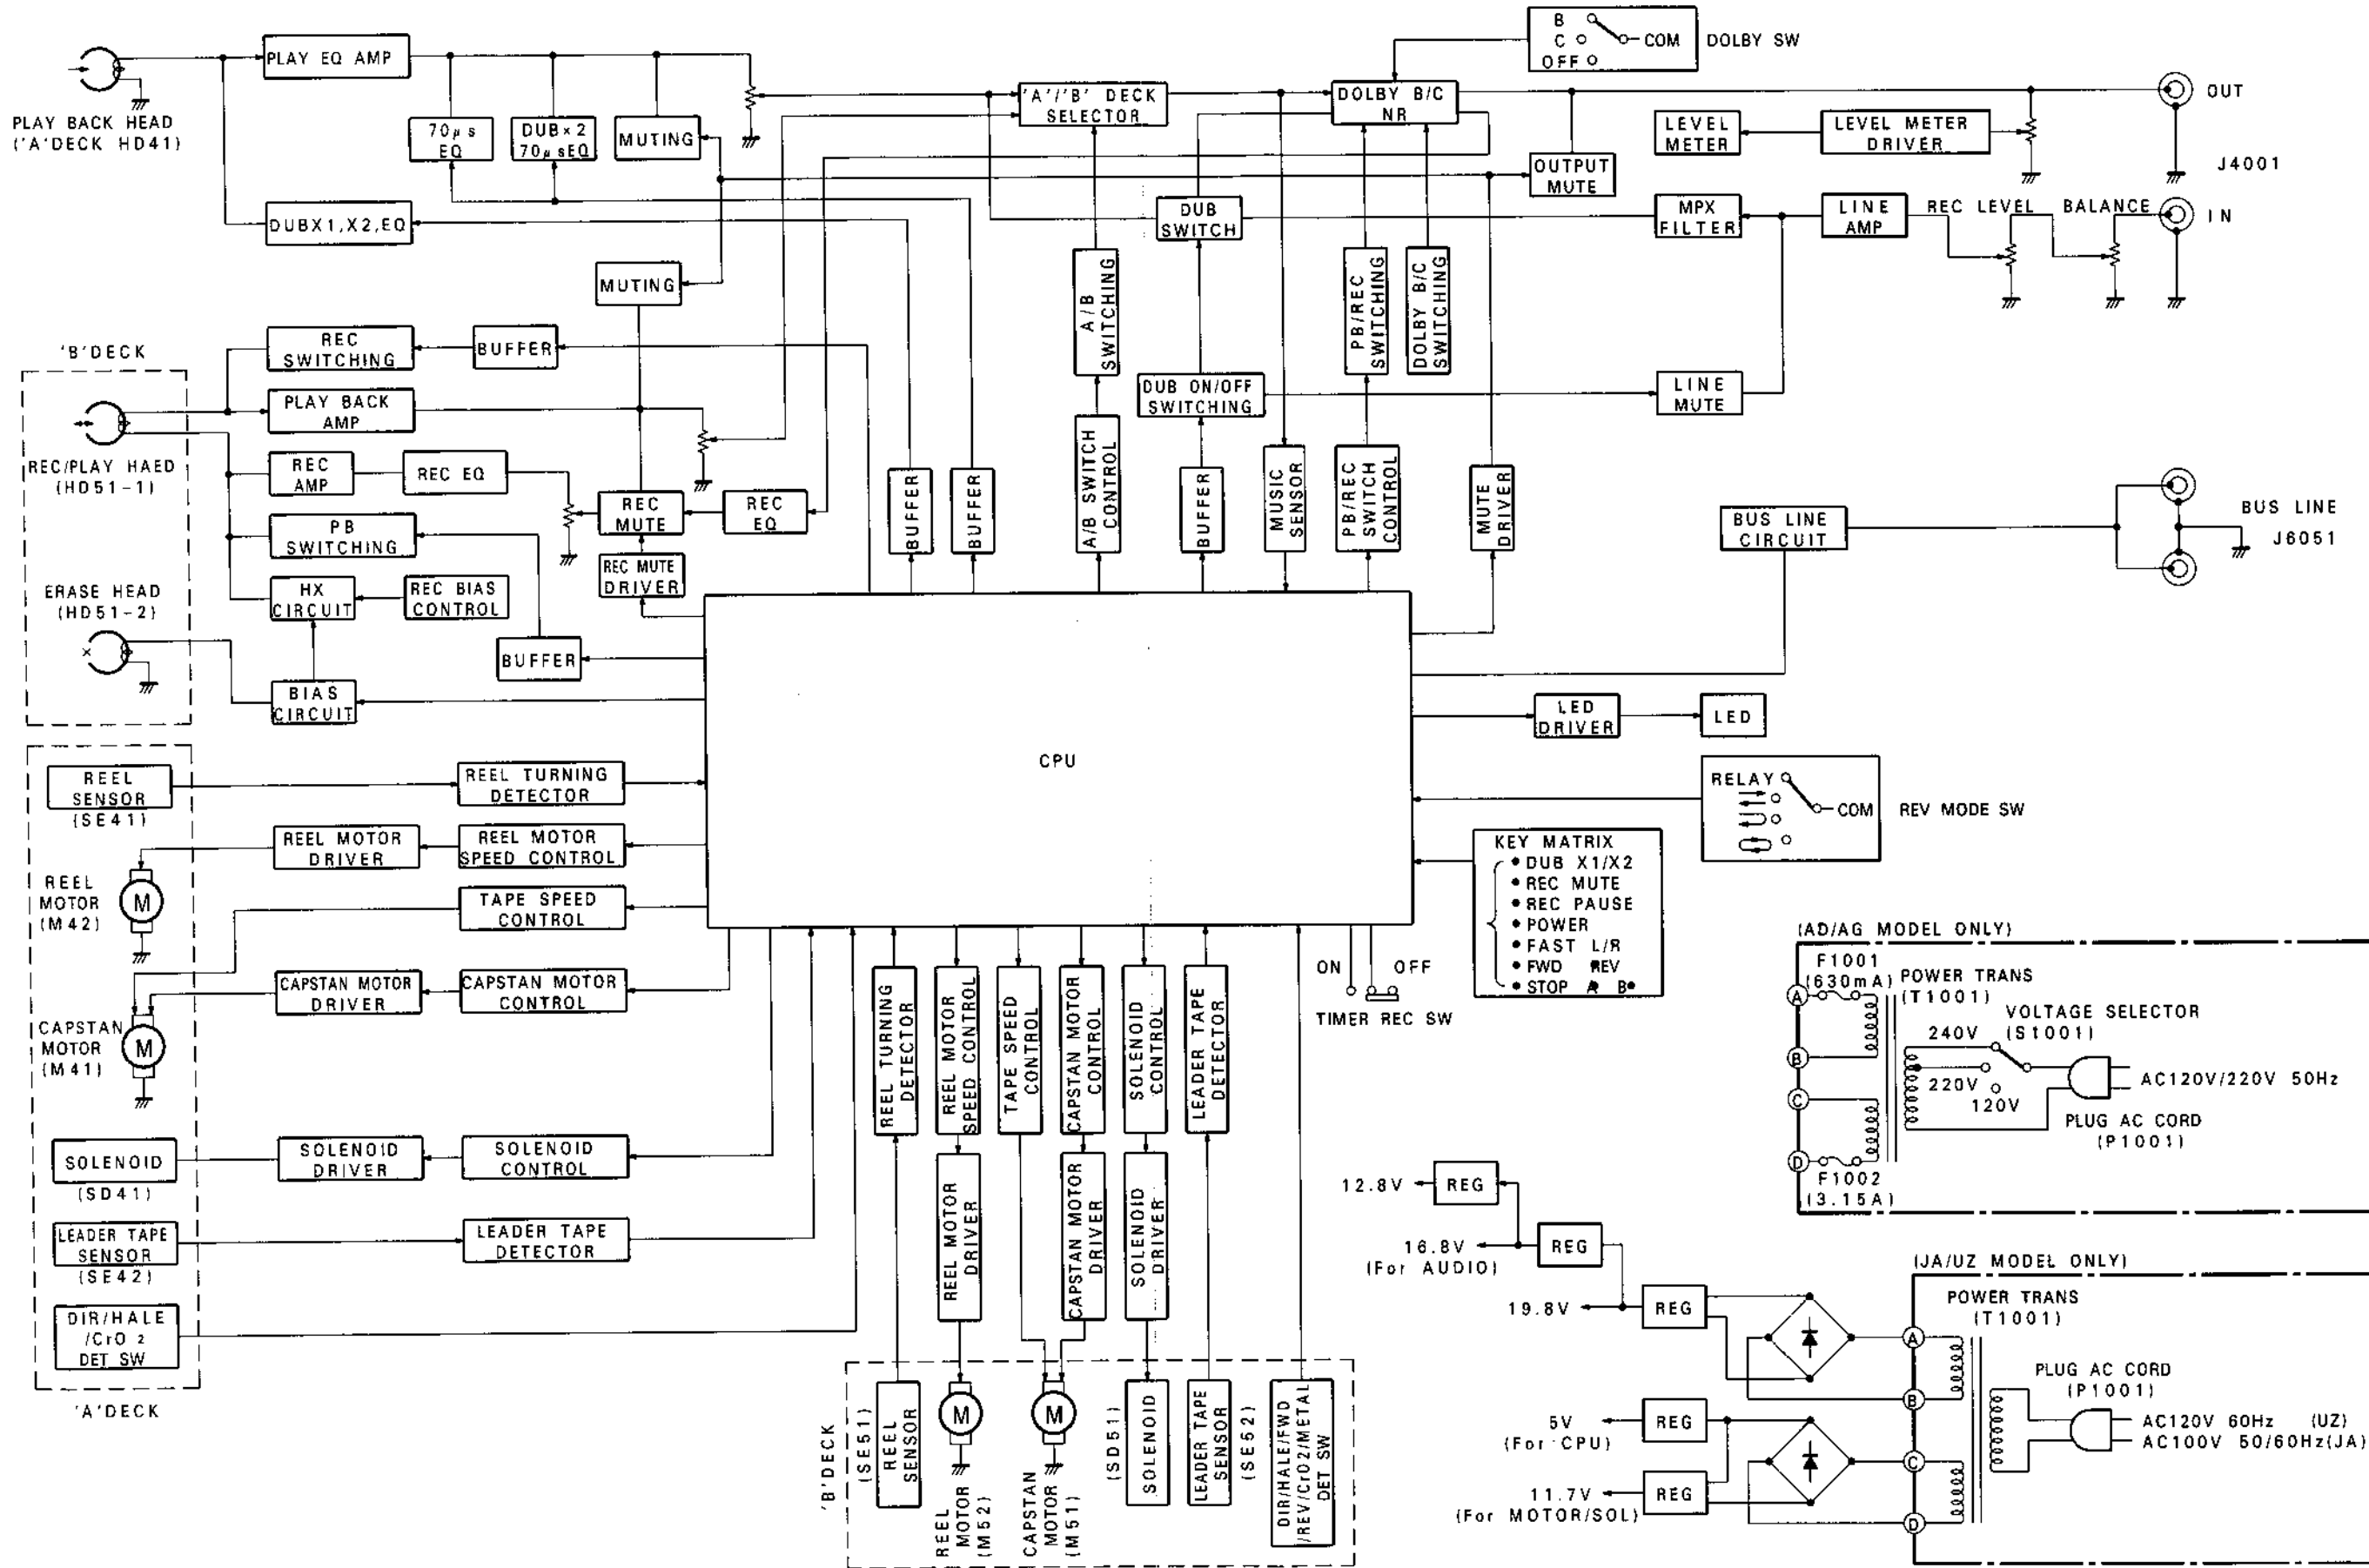 B
C
OFF
COM
DOLBY SW
PLAY EQ AMP
PLAY BACK HEAD
('A'DECK HD41)
70μs
EQ
DUB×2
70μsEQ
MUTING
'A'/'B' DECK
SELECTOR
DOLBY B/C
NR
OUT
LEVEL
METER
LEVEL METER
DRIVER
J4001
OUTPUT
MUTE
DUBX1,X2,EQ
DUB
SWITCH
MPX
FILTER
LINE
AMP
REC LEVEL
BALANCE
IN
MUTING
A/B
SWITCHING
PB/REC
SWITCHING
DOLBY B/C
SWITCHING
'B'DECK
REC
SWITCHING
BUFFER
PLAY BACK
AMP
DUB ON/OFF
SWITCHING
LINE
MUTE
REC/PLAY HAED
(HD51-1)
REC
AMP
REC EQ
REC
MUTE
REC
EQ
BUFFER
BUFFER
A/B SWITCH
CONTROL
BUFFER
MUSIC
SENSOR
PB/REC
SWITCH
CONTROL
MUTE
DRIVER
BUS LINE
CIRCUIT
BUS LINE
J6051
PB
SWITCHING
REC MUTE
DRIVER
ERASE HEAD
(HD51-2)
HX
CIRCUIT
REC BIAS
CONTROL
BUFFER
BIAS
CIRCUIT
LED
DRIVER
LED
CPU
REEL
SENSOR
(SE41)
REEL TURNING
DETECTOR
RELAY
COM
REV MODE SW
REEL MOTOR
DRIVER
REEL MOTOR
SPEED CONTROL
REEL
MOTOR
(M42)
M
TAPE SPEED
CONTROL
KEY MATRIX
• DUB X1/X2
• REC MUTE
• REC PAUSE
• POWER
• FAST L/R
• FWD REV
• STOP A B•
CAPSTAN MOTOR
DRIVER
CAPSTAN MOTOR
CONTROL
CAPSTAN
MOTOR
(M41)
M
ON
OFF
TIMER REC SW
REEL TURNING
DETECTOR
REEL MOTOR
SPEED CONTROL
TAPE SPEED
CONTROL
CAPSTAN MOTOR
CONTROL
SOLENOID
CONTROL
LEADER TAPE
DETECTOR
(AD/AG MODEL ONLY)
F1001
(630mA)
POWER TRANS
(T1001)
VOLTAGE SELECTOR
(S1001)
240V
220V
120V
A
B
C
D
AC120V/220V 50Hz
PLUG AC CORD
(P1001)
F1002
(3.15A)
SOLENOID
(SD41)
SOLENOID
DRIVER
SOLENOID
CONTROL
LEADER TAPE
SENSOR
(SE42)
LEADER TAPE
DETECTOR
DIR/HALE
/CrO2
DET SW
'A'DECK
REEL MOTOR
DRIVER
CAPSTAN MOTOR
DRIVER
SOLENOID
DRIVER
12.8V
REG
16.8V
(For AUDIO)
REG
19.8V
REG
5V
(For CPU)
REG
11.7V
(For MOTOR/SOL)
REG
(JA/UZ MODEL ONLY)
POWER TRANS
(T1001)
A
B
C
D
PLUG AC CORD
(P1001)
AC120V 60Hz (UZ)
AC100V 50/60Hz(JA)
'B'DECK
(SE51)
REEL
SENSOR
M
REEL
MOTOR
(M52)
M
CAPSTAN
MOTOR
(M51)
(SD51)
SOLENOID
LEADER TAPE
SENSOR
(SE52)
DIR/HALE/FWD
/REV/CrO2/METAL
DET SW